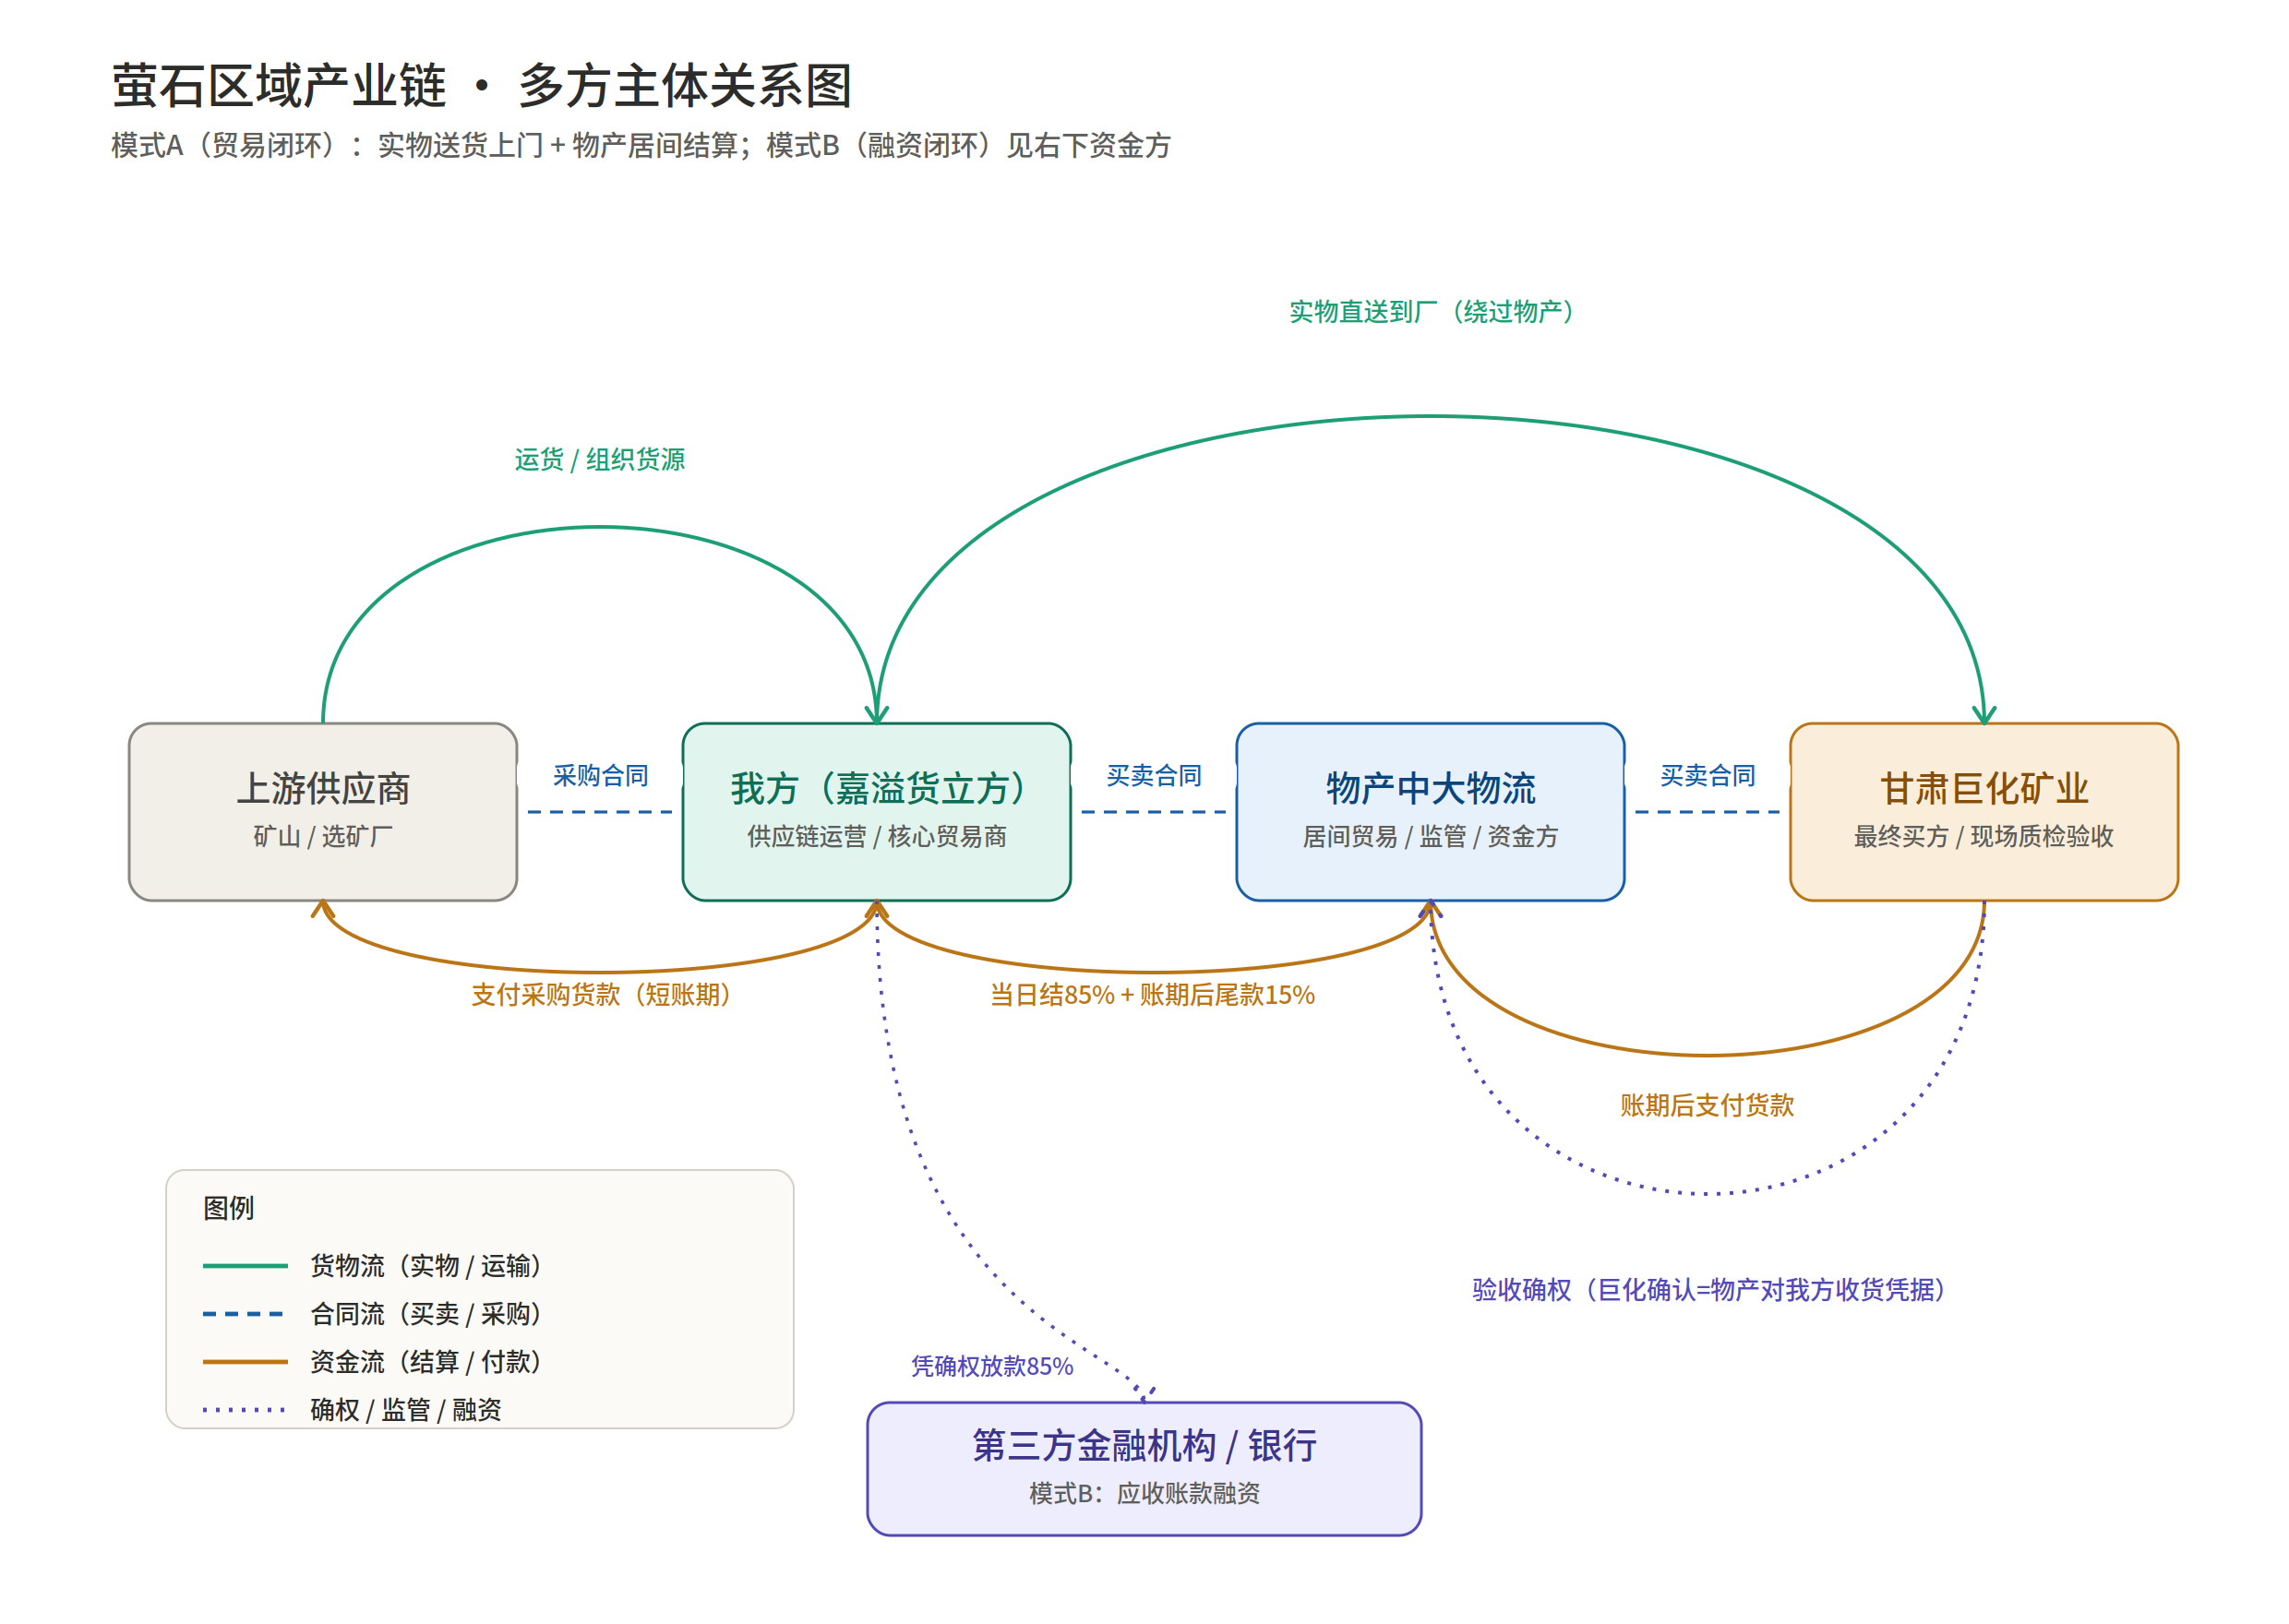 萤石区域产业链 · 多方主体关系图
模式A（贸易闭环）：实物送货上门 + 物产居间结算；模式B（融资闭环）见右下资金方
实物直送到厂（绕过物产）
运货 / 组织货源
上游供应商
矿山 / 选矿厂
采购合同
我方（嘉溢货立方）
供应链运营 / 核心贸易商
买卖合同
物产中大物流
居间贸易 / 监管 / 资金方
买卖合同
甘肃巨化矿业
最终买方 / 现场质检验收
支付采购货款（短账期）
当日结85% + 账期后尾款15%
账期后支付货款
图例
货物流（实物 / 运输）
合同流（买卖 / 采购）
资金流（结算 / 付款）
确权 / 监管 / 融资
验收确权（巨化确认=物产对我方收货凭据）
凭确权放款85%
第三方金融机构 / 银行
模式B：应收账款融资